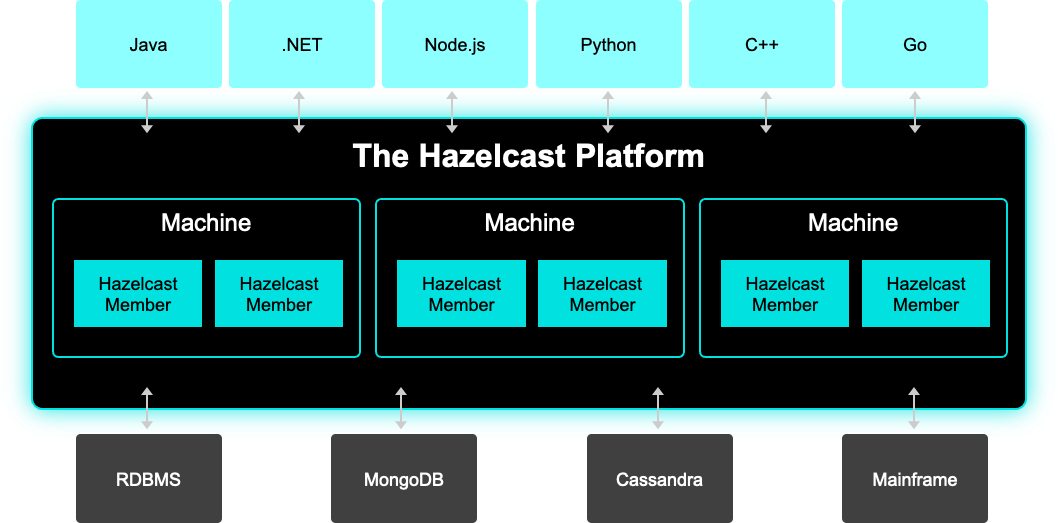 Java
.NET
Node.js
Python
C++
Go
The Hazelcast Platform
Machine
Hazelcast
Member
Hazelcast
Member
Machine
Hazelcast
Member
Hazelcast
Member
Machine
Hazelcast
Member
Hazelcast
Member
RDBMS
MongoDB
Cassandra
Mainframe